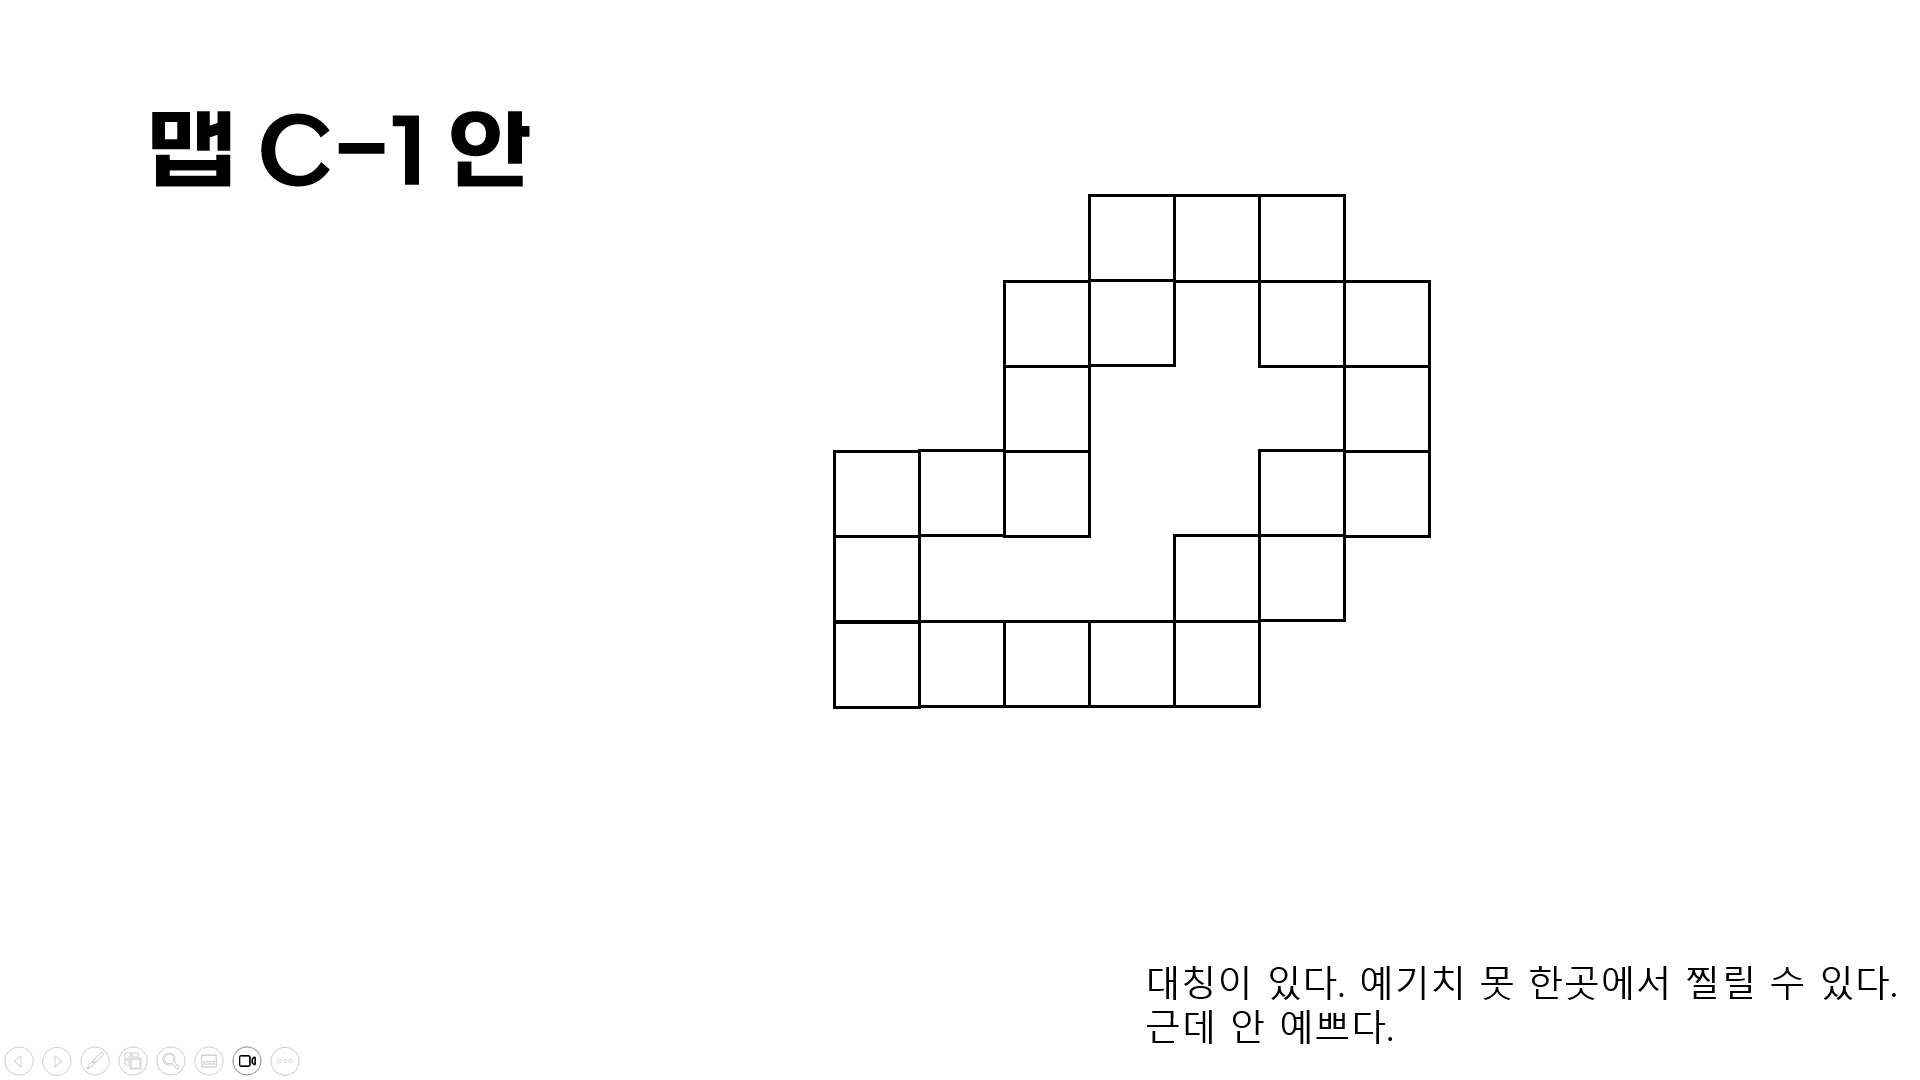 맵 C-1 안
대칭이 있다. 예기치 못 한곳에서 찔릴 수 있다.
근데 안 예쁘다.